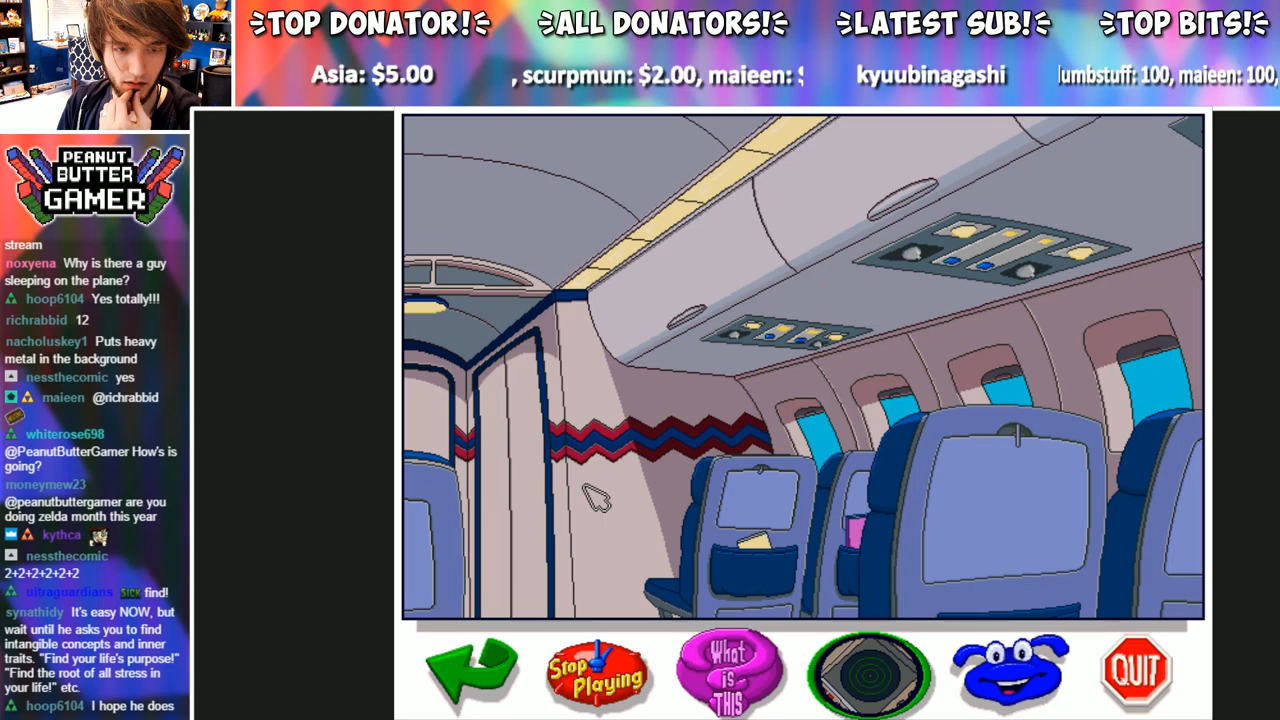 TOP DONATOR!
ALL DONATORS!
LATEST SUB!
TOP BITS!
Asia: $5.00
, scurpmun: $2.00, maieen: $
kyuubinagashi
lumbstuff: 100, maieen: 100,
PEANUT
BUTTER
GAMER
stream
noxyena Why is there a guy
sleeping on the plane?
hoop6104 Yes totally!!!
richrabbid 12
nacholuskey1 Puts heavy
metal in the background
nessthecomic yes
maieen @richrabbid
whiterose698
@PeanutButterGamer How's is
going?
moneymew23
@peanutbuttergamer are you
doing zelda month this year
kythca
nessthecomic
2+2+2+2+2+2
ultraguardians SICK find!
synathidy It's easy NOW, but
wait until he asks you to find
intangible concepts and inner
traits. "Find your life's purpose!"
"Find the root of all stress in
your life!" etc.
hoop6104 I hope he does
Stop
Playing
What
is
THIS
QUIT